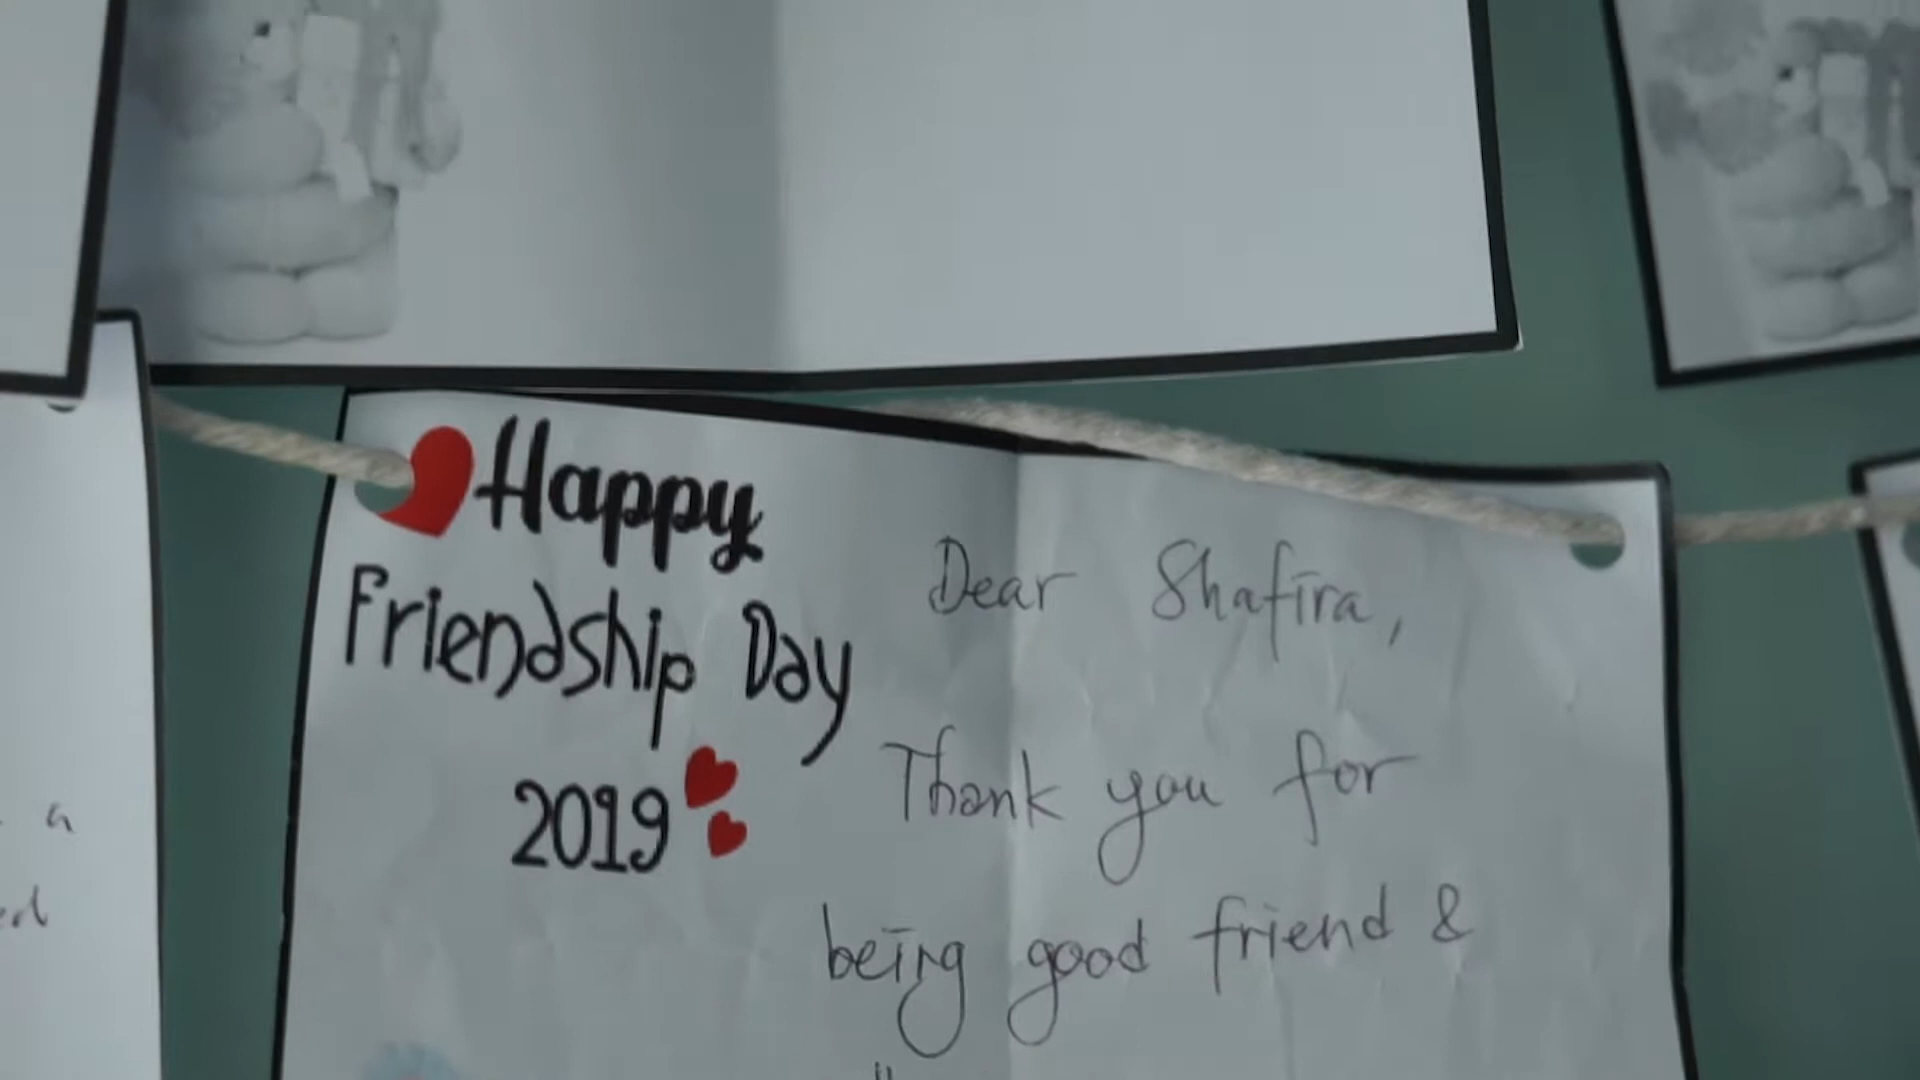 Happy
Friendship Day
2019
Dear Shafira,
Thank you for
being good friend &
a